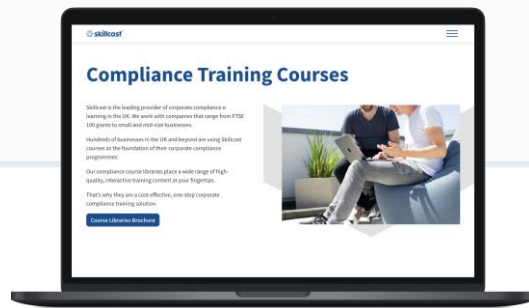 skillcast
Compliance Training Courses
Skillcast is the leading provider of corporate compliance e-
learning in the UK. We work with companies that range from FTSE
100 giants to small and mid-size businesses.
Hundreds of businesses in the UK and beyond are using Skillcast
courses as the foundation of their corporate compliance
programmes.
Our compliance course libraries place a wide range of high-
quality, interactive training content at your fingertips.
That's why they are a cost-effective, one-stop corporate
compliance training solution.
Course Libraries Brochure